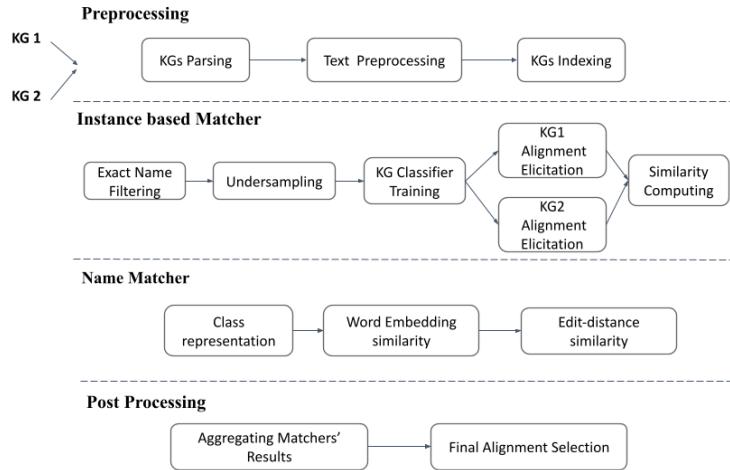 Preprocessing
KG 1
KG 2
KGs Parsing
Text Preprocessing
KGs Indexing
Instance based Matcher
Exact Name
Filtering
Undersampling
KG Classifier
Training
KG1
Alignment
Elicitation
KG2
Alignment
Elicitation
Similarity
Computing
Name Matcher
Class
representation
Word Embedding
similarity
Edit-distance
similarity
Post Processing
Aggregating Matchers'
Results
Final Alignment Selection